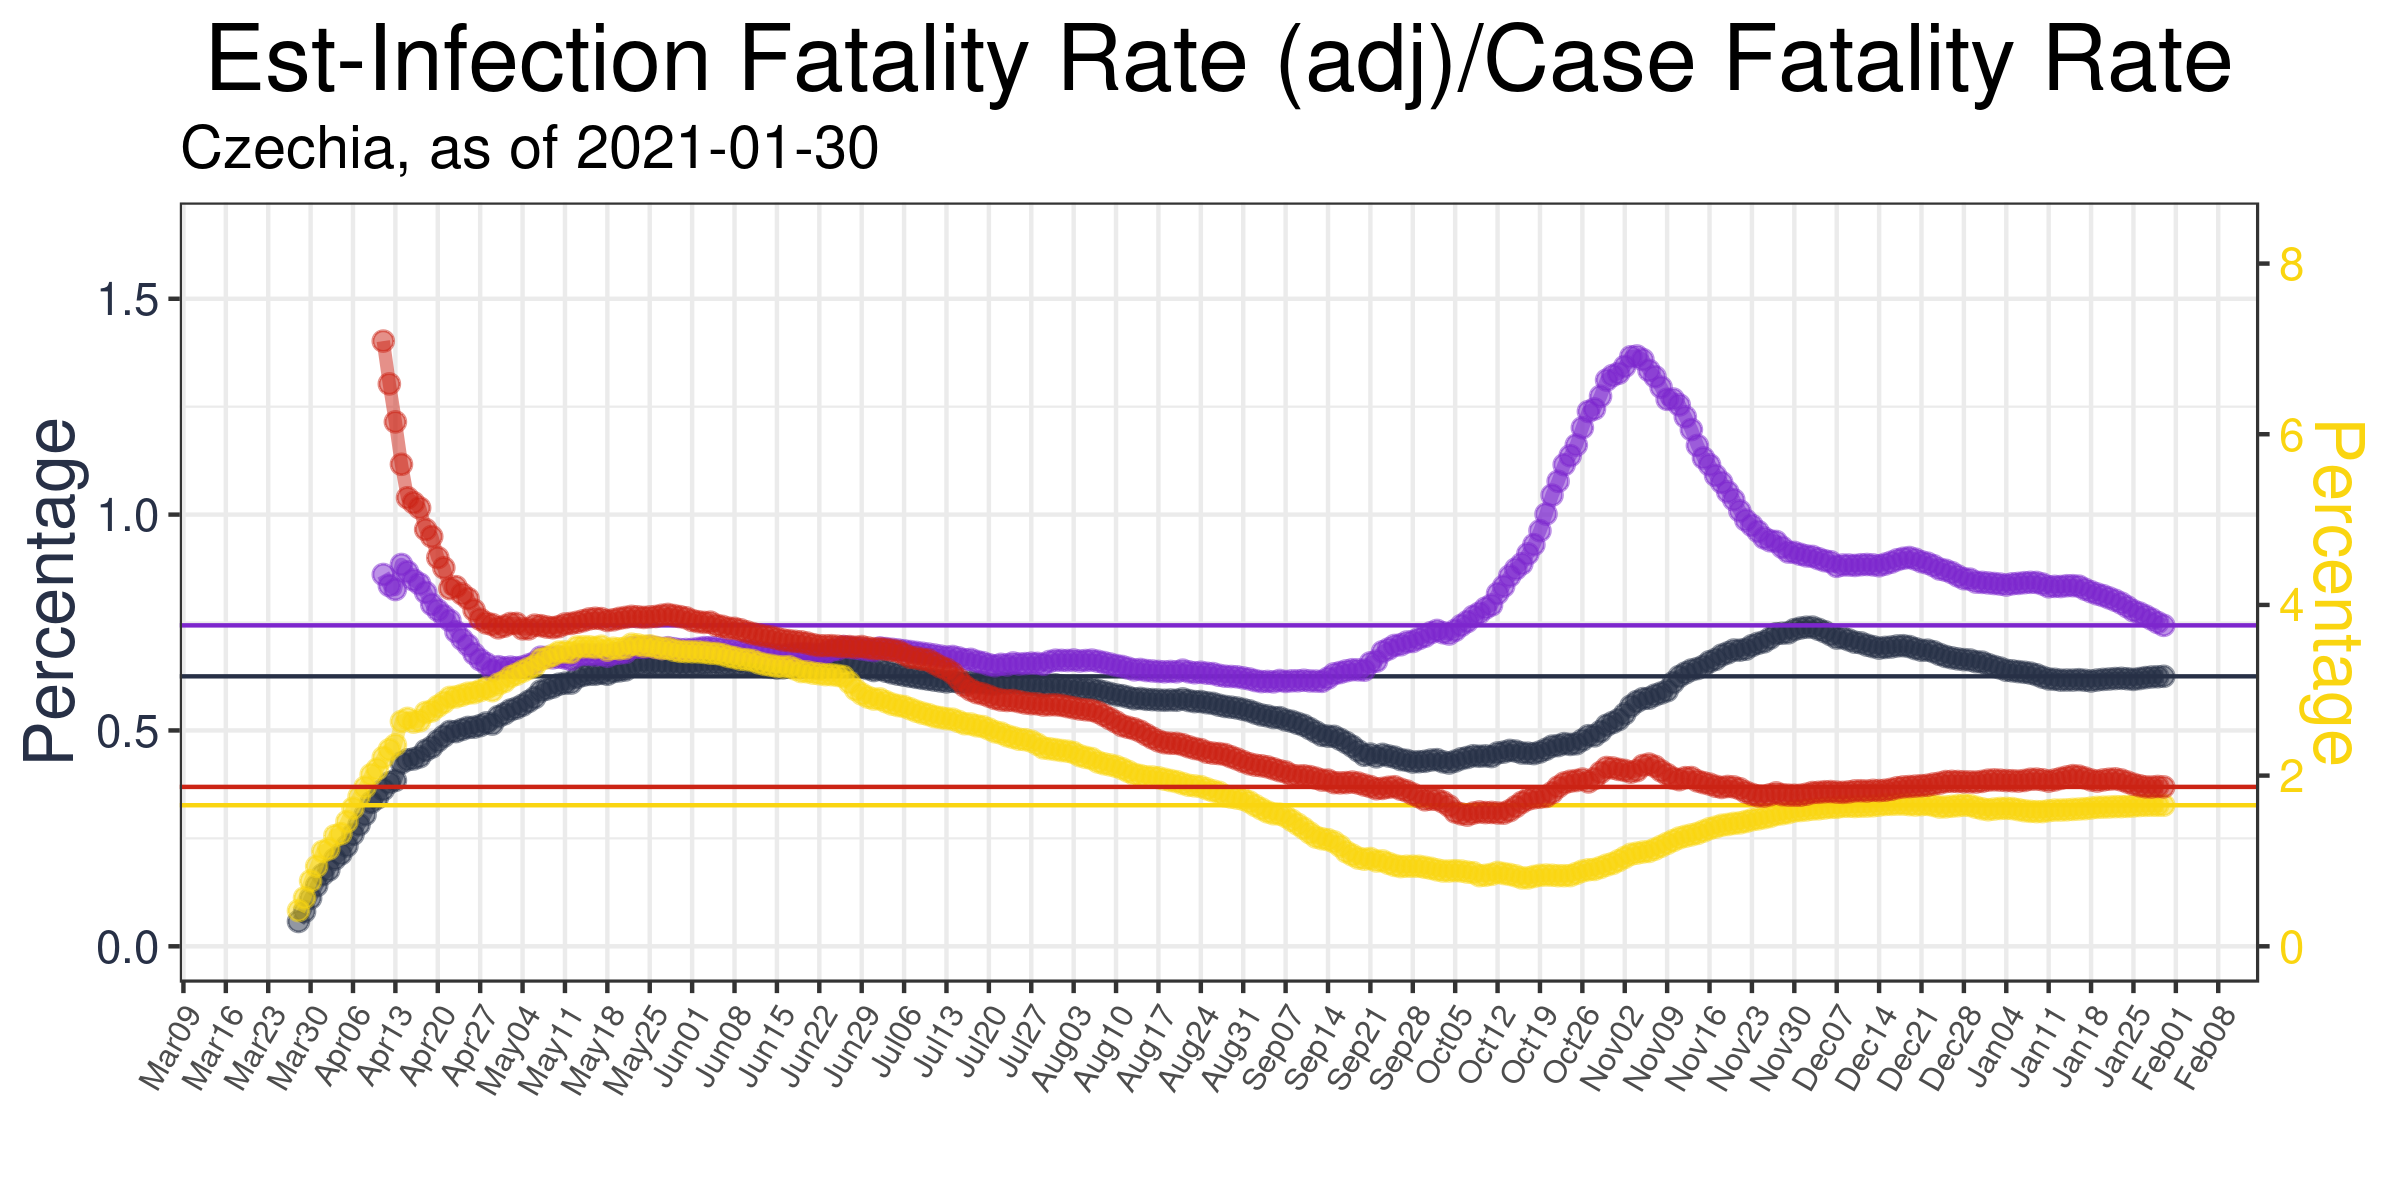 Est-Infection Fatality Rate (adj)/Case Fatality Rate
Czechia, as of 2021-01-30
Percentage
1.5
1.0
0.5
0.0
8
6
4
2
0
Percentage
Mar09 Mar16 Mar23 Mar30 Apr06 Apr13 Apr20 Apr27 May04 May11 May18 May25 Jun01 Jun08 Jun15 Jun22 Jun29 Jul06 Jul13 Jul20 Jul27 Aug03 Aug10 Aug17 Aug24 Aug31 Sep07 Sep14 Sep21 Sep28 Oct05 Oct12 Oct19 Oct26 Nov02 Nov09 Nov16 Nov23 Nov30 Dec07 Dec14 Dec21 Dec28 Jan04 Jan11 Jan18 Jan25 Feb01 Feb08